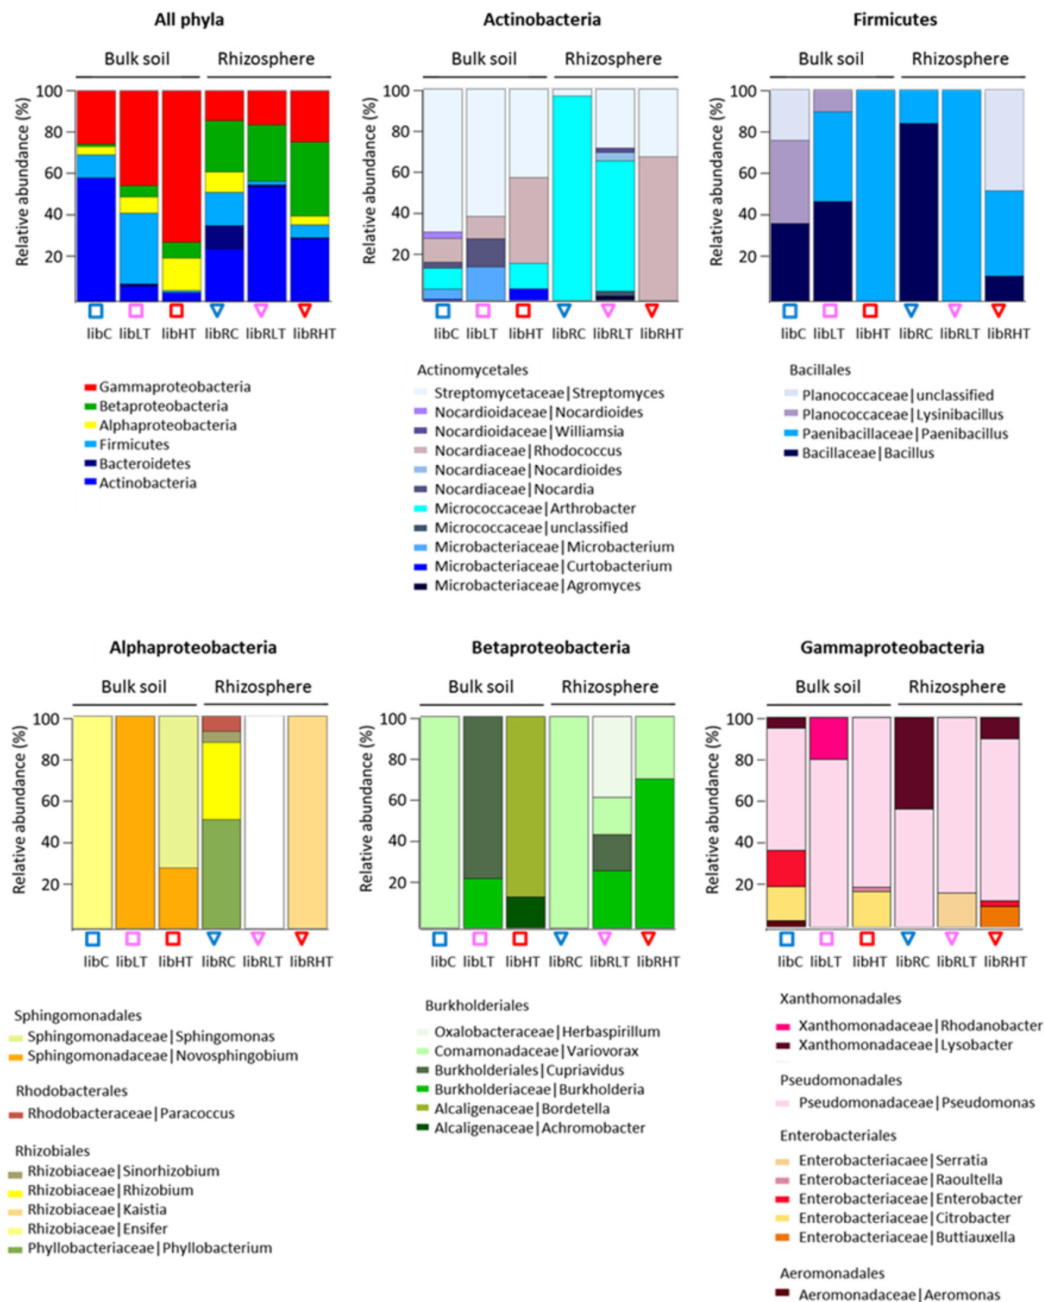 All phyla
Actinobacteria
Firmicutes
Bulk soil Rhizosphere
Bulk soil Rhizosphere
Bulk soil Rhizosphere
Relative abundance (%)
100
80
60
40
20
libC libLT libHT libRC libRLT libRHT
Relative abundance (%)
100
80
60
40
20
libC libLT libHT libRC libRLT libRHT
Relative abundance (%)
100
80
60
40
20
libC libLT libHT libRC libRLT libRHT
Gammaproteobacteria
Betaproteobacteria
Alphaproteobacteria
Firmicutes
Bacteroidetes
Actinobacteria
Actinomycetales
Streptomycetaceae|Streptomyces
Nocardioidaceae|Nocardioides
Nocardioidaceae|Williamsia
Nocardiaceae|Rhodococcus
Nocardiaceae|Nocardioides
Nocardiaceae|Nocardia
Micrococcaceae|Arthrobacter
Micrococcaceae|unclassified
Microbacteriaceae|Microbacterium
Microbacteriaceae|Curtobacterium
Microbacteriaceae|Agromyces
Bacillales
Planococcaceae|unclassified
Planococcaceae|Lysinibacillus
Paenibacillaceae|Paenibacillus
Bacillaceae|Bacillus
Alphaproteobacteria
Betaproteobacteria
Gammaproteobacteria
Bulk soil Rhizosphere
Bulk soil Rhizosphere
Bulk soil Rhizosphere
Relative abundance (%)
100
80
60
40
20
libC libLT libHT libRC libRLT libRHT
Relative abundance (%)
100
80
60
40
20
libC libLT libHT libRC libRLT libRHT
Relative abundance (%)
100
80
60
40
20
libC libLT libHT libRC libRLT libRHT
Sphingomonadales
Sphingomonadaceae|Sphingomonas
Sphingomonadaceae|Novosphingobium
Rhodobacterales
Rhodobacteraceae|Paracoccus
Rhizobiales
Rhizobiaceae|Sinorhizobium
Rhizobiaceae|Rhizobium
Rhizobiaceae|Kaistia
Rhizobiaceae|Ensifer
Phyllobacteriaceae|Phyllobacterium
Burkholderiales
Oxalobacteraceae|Herbaspirillum
Comamonadaceae|Variovorax
Burkholderiales|Cupriavidus
Burkholderiaceae|Burkholderia
Alcaligenaceae|Bordetella
Alcaligenaceae|Achromobacter
Xanthomonadales
Xanthomonadaceae|Rhodanobacter
Xanthomonadaceae|Lysobacter
Pseudomonadales
Pseudomonadaceae|Pseudomonas
Enterobacteriales
Enterobacteriacaee|Serratia
Enterobacteriaceae|Raoultella
Enterobacteriaceae|Enterobacter
Enterobacteriaceae|Citrobacter
Enterobacteriaceae|Buttiauxella
Aeromonadales
Aeromonadaceae|Aeromonas